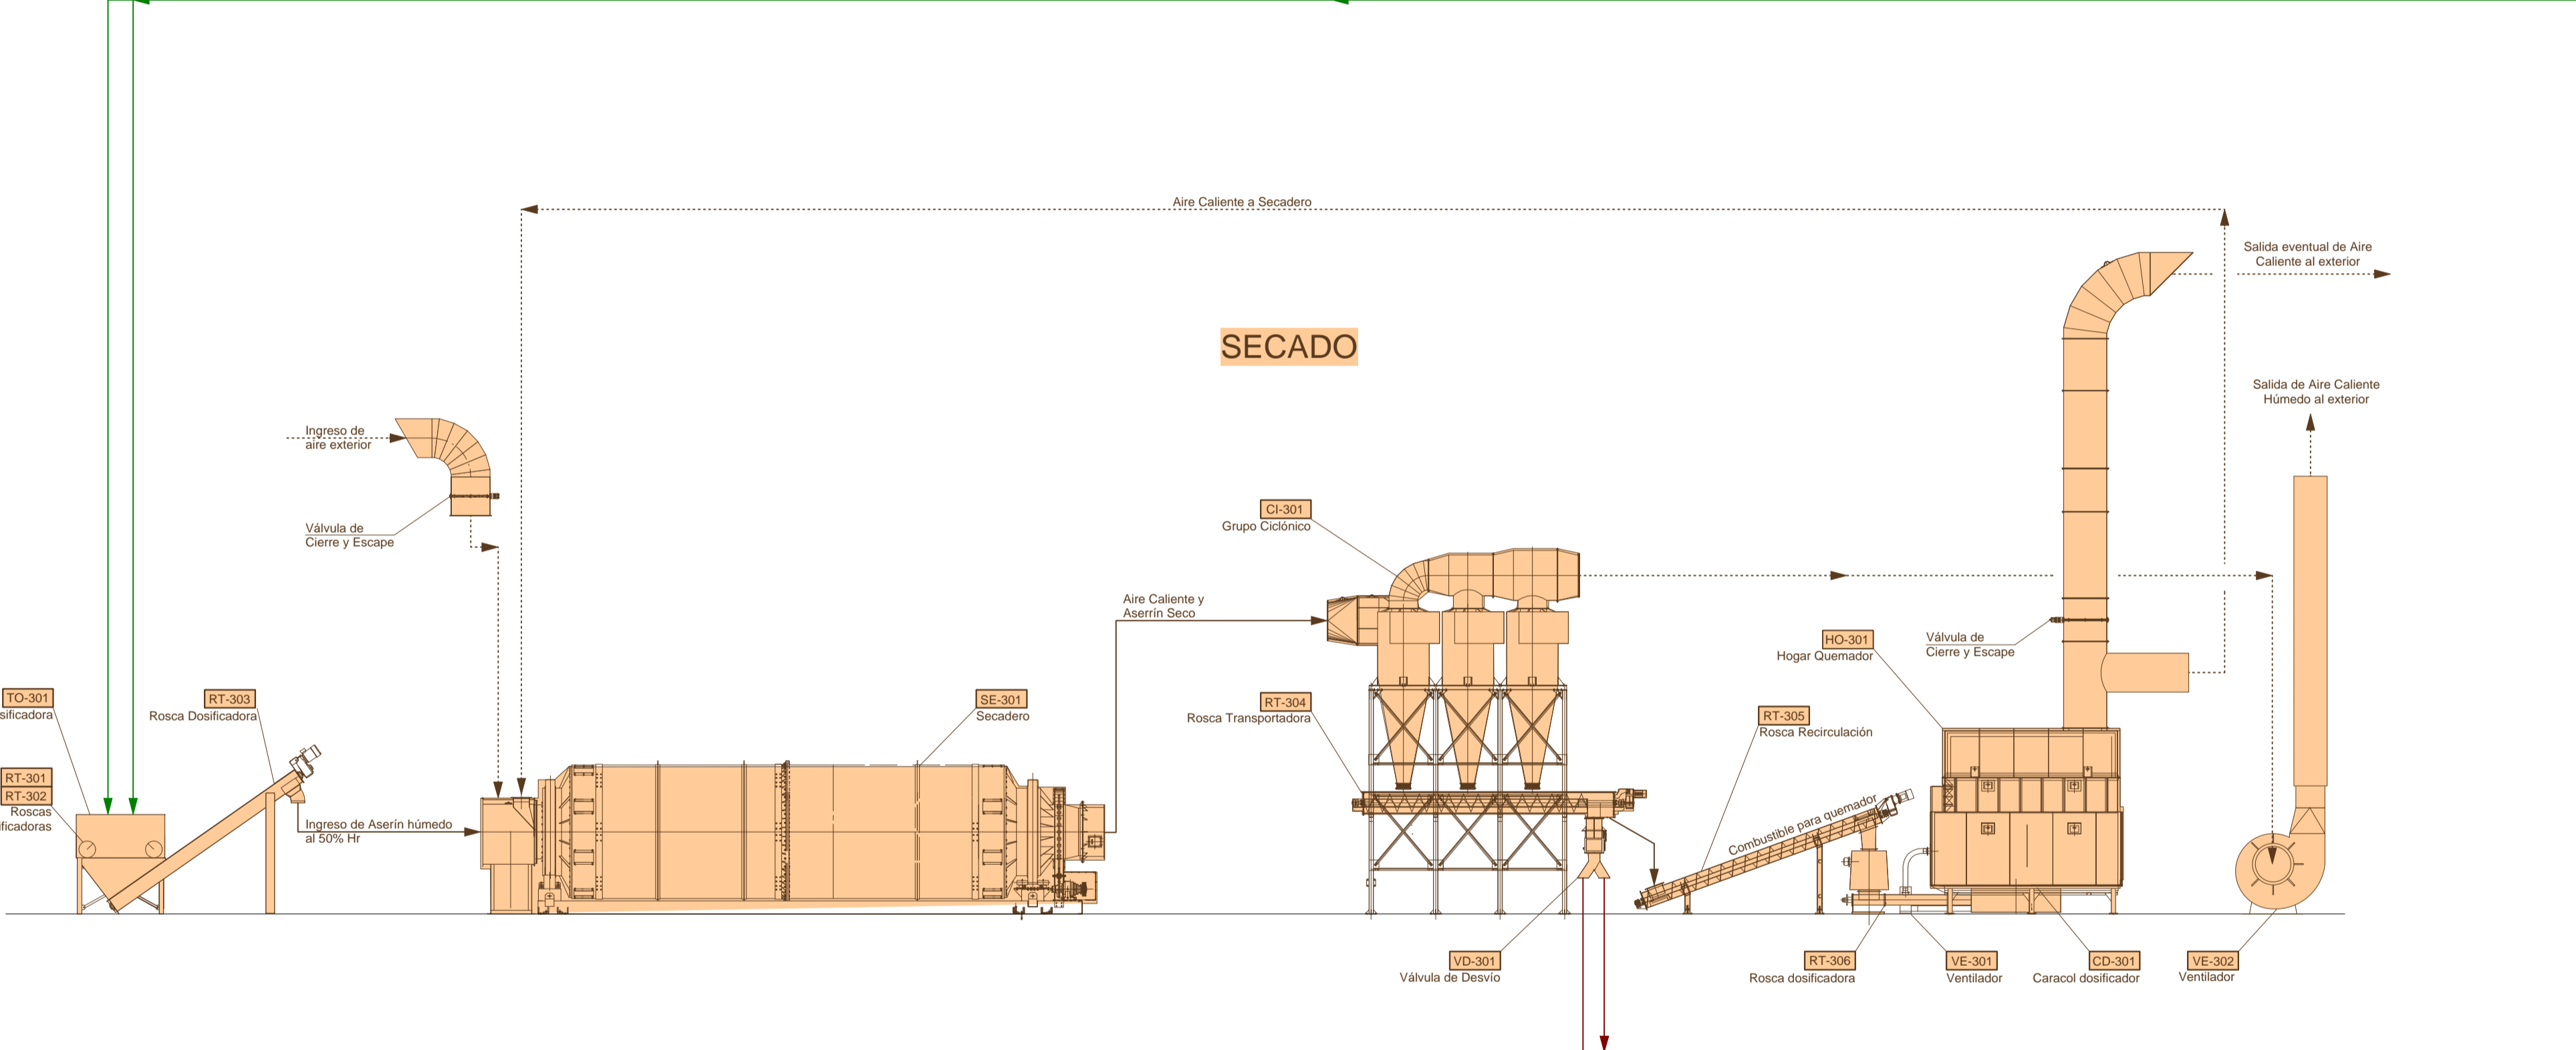 Aire Caliente a Secadero
Salida eventual de Aire
Caliente al exterior
SECADO
Salida de Aire Caliente
Húmedo al exterior
Ingreso de
aire exterior
Válvula de
Cierre y Escape
CI-301
Grupo Ciclónico
Aire Caliente y
Aserrín Seco
HO-301
Hogar Quemador
Válvula de
Cierre y Escape
TO-301
sificadora
RT-303
Rosca Dosificadora
SE-301
Secadero
RT-304
Rosca Transportadora
RT-305
Rosca Recirculación
RT-301
RT-302
Roscas
ificadoras
Ingreso de Aserín húmedo
al 50% Hr
Combustible para quemador
VD-301
Válvula de Desvío
RT-306
Rosca dosificadora
VE-301
Ventilador
CD-301
Caracol dosificador
VE-302
Ventilador